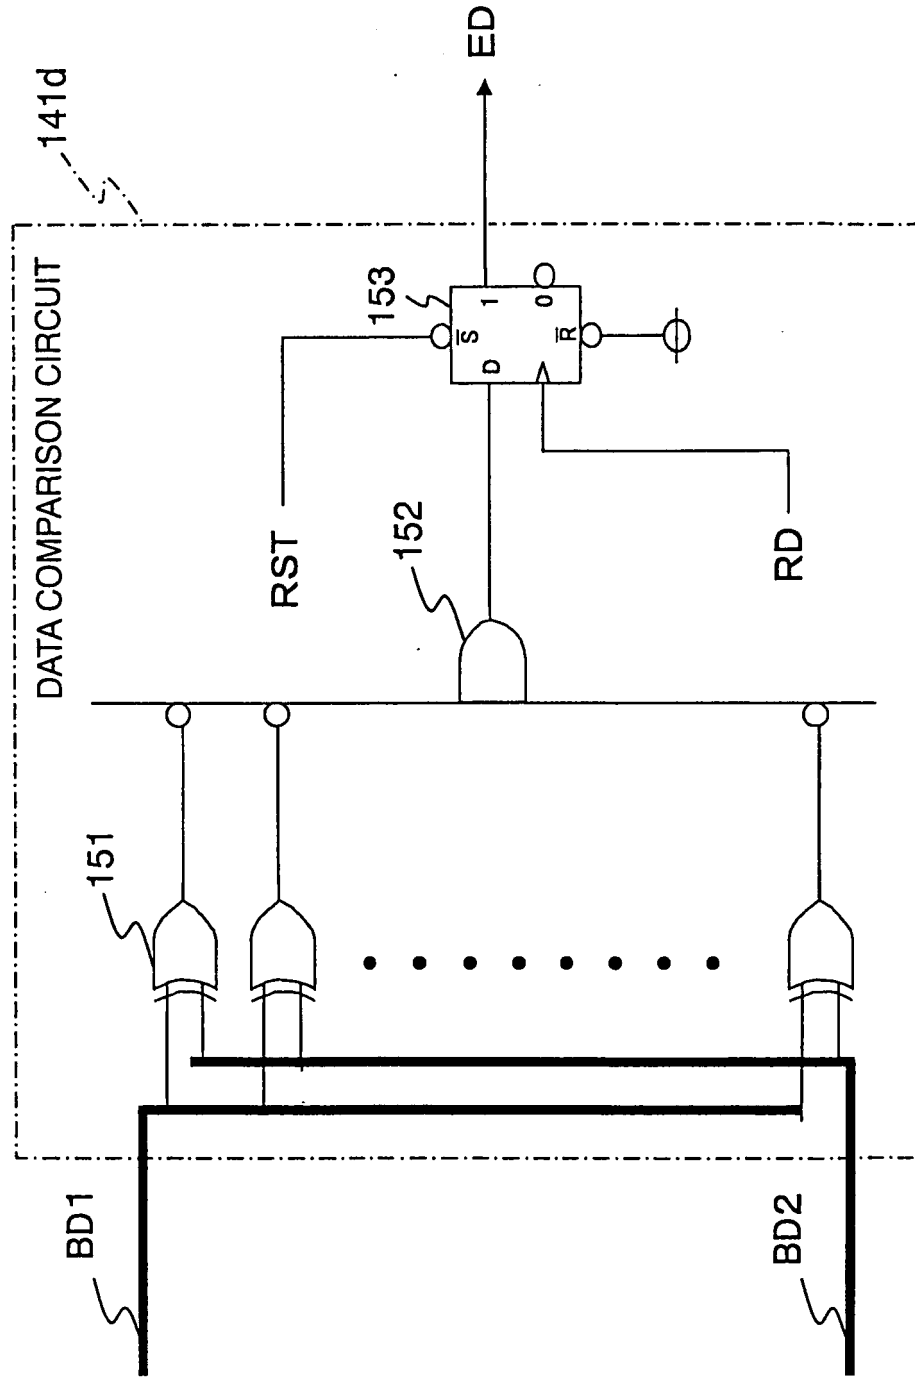 141d
DATA COMPARISON CIRCUIT
BD1
151
RST
153
S̅
D
1
0
R̅
ED
152
RD
BD2